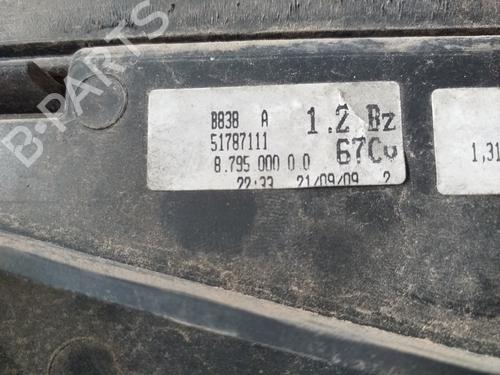 B-PARTS
B838 A 1.2 Bz
51787111
8.795.000 0 0 67Cv
22:33 21/09/09 2
1,31